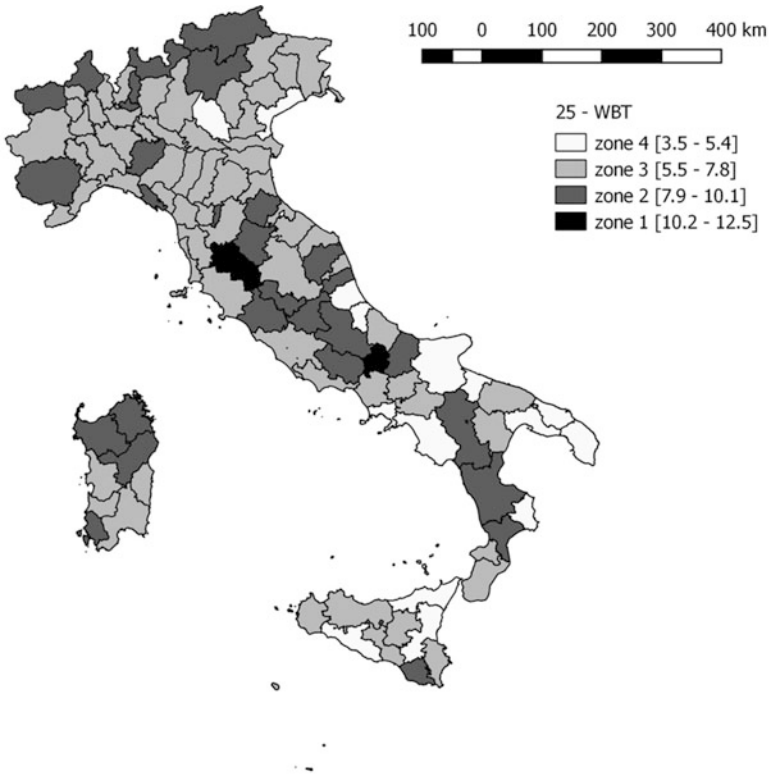 100 0 100 200 300 400 km
25 - WBT
zone 4 [3.5 - 5.4]
zone 3 [5.5 - 7.8]
zone 2 [7.9 - 10.1]
zone 1 [10.2 - 12.5]